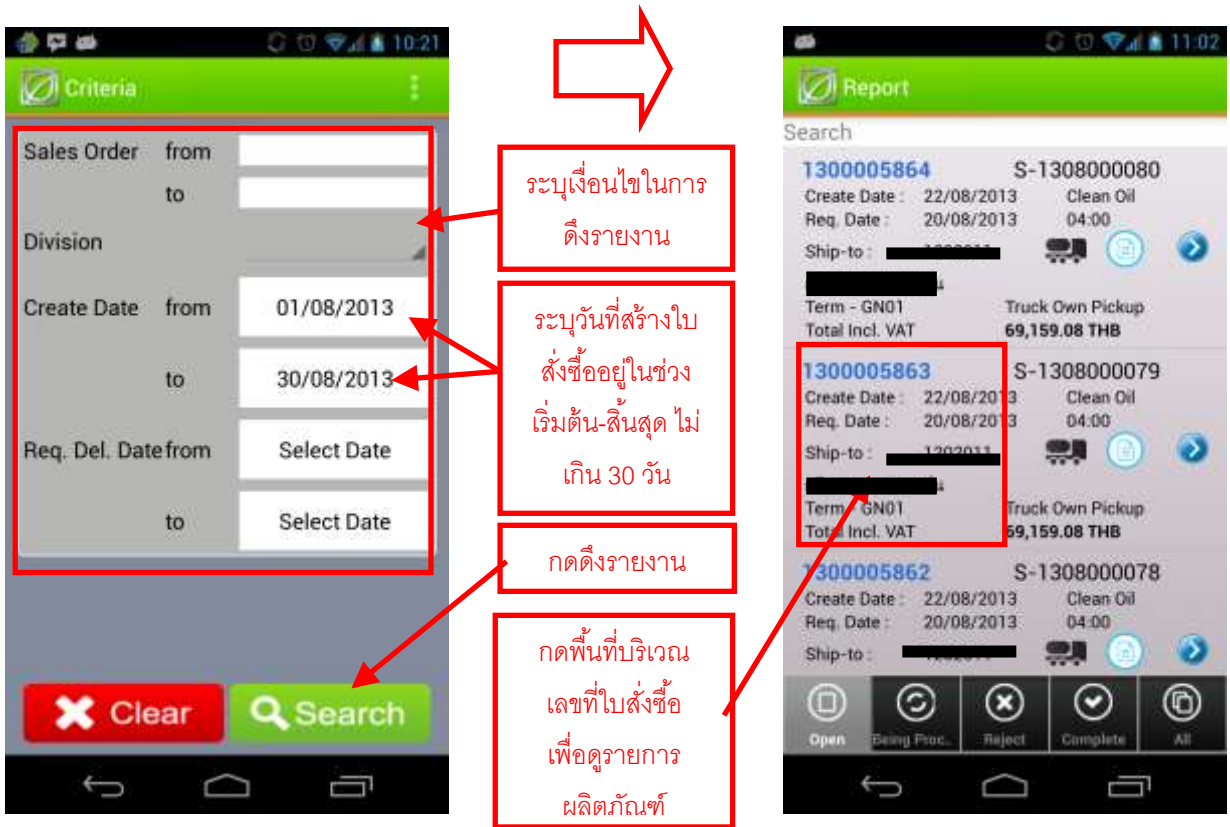 10:21
Criteria
Sales Order from
to
Division
Create Date from 01/08/2013
to 30/08/2013
Req. Del. Date from Select Date
to Select Date
Clear
Search
ระบุเงื่อนไขในการ
ดึงรายงาน
ระบุวันที่สร้างใบ
สั่งซื้ออยู่ในช่วง
เริ่มต้น-สิ้นสุด ไม่
เกิน 30 วัน
กดดึงรายงาน
กดพื้นที่บริเวณ
เลขที่ใบสั่งซื้อ
เพื่อดูรายการ
ผลิตภัณฑ์
11:02
Report
Search
1300005864 S-1308000080
Create Date : 22/08/2013 Clean Oil
Req. Date : 20/08/2013 04:00
Ship-to :
Term - GN01 Truck Own Pickup
Total Incl. VAT 69,159.08 THB
1300005863 S-1308000079
Create Date : 22/08/2013 Clean Oil
Req. Date : 20/08/2013 04:00
Ship-to :
Term - GN01 Truck Own Pickup
Total Incl. VAT 69,159.08 THB
1300005862 S-1308000078
Create Date : 22/08/2013 Clean Oil
Req. Date : 20/08/2013 04:00
Ship-to :
Open Being Proc.. Reject Complete All